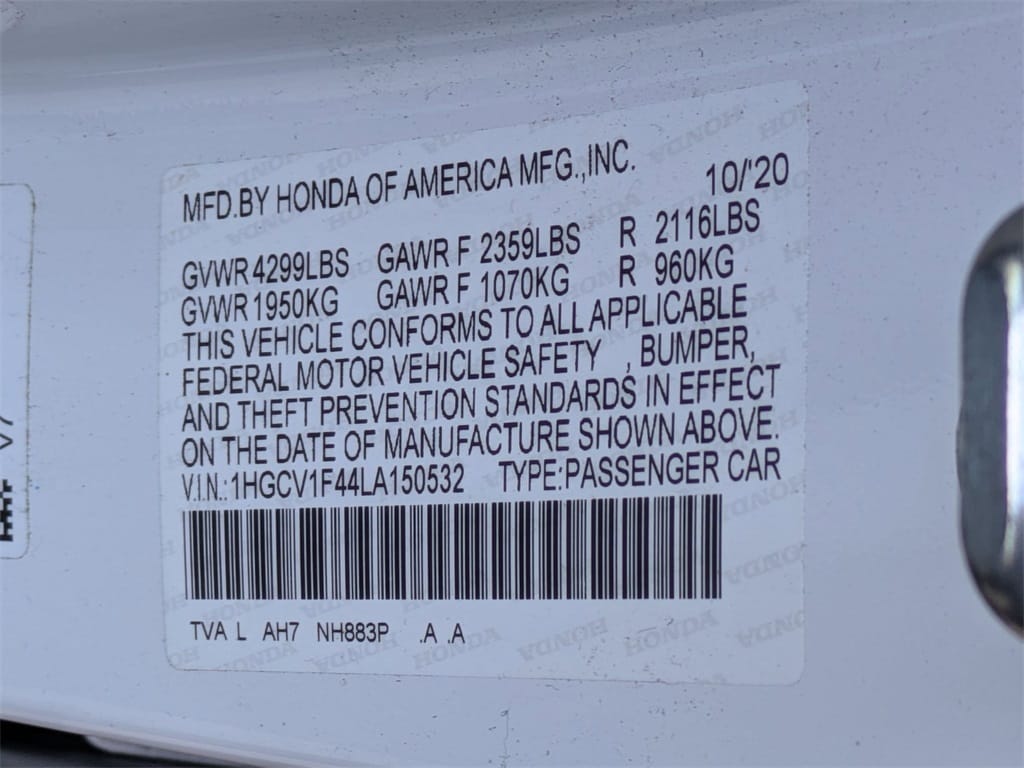 MFD.BY HONDA OF AMERICA MFG.,INC. 10/'20
GVWR 4299LBS GAWR F 2359LBS R 2116LBS
GVWR 1950KG GAWR F 1070KG R 960KG
THIS VEHICLE CONFORMS TO ALL APPLICABLE
FEDERAL MOTOR VEHICLE SAFETY , BUMPER,
AND THEFT PREVENTION STANDARDS IN EFFECT
ON THE DATE OF MANUFACTURE SHOWN ABOVE.
V.I.N.:1HGCV1F44LA150532 TYPE:PASSENGER CAR
TVA L AH7 NH883P .A .A